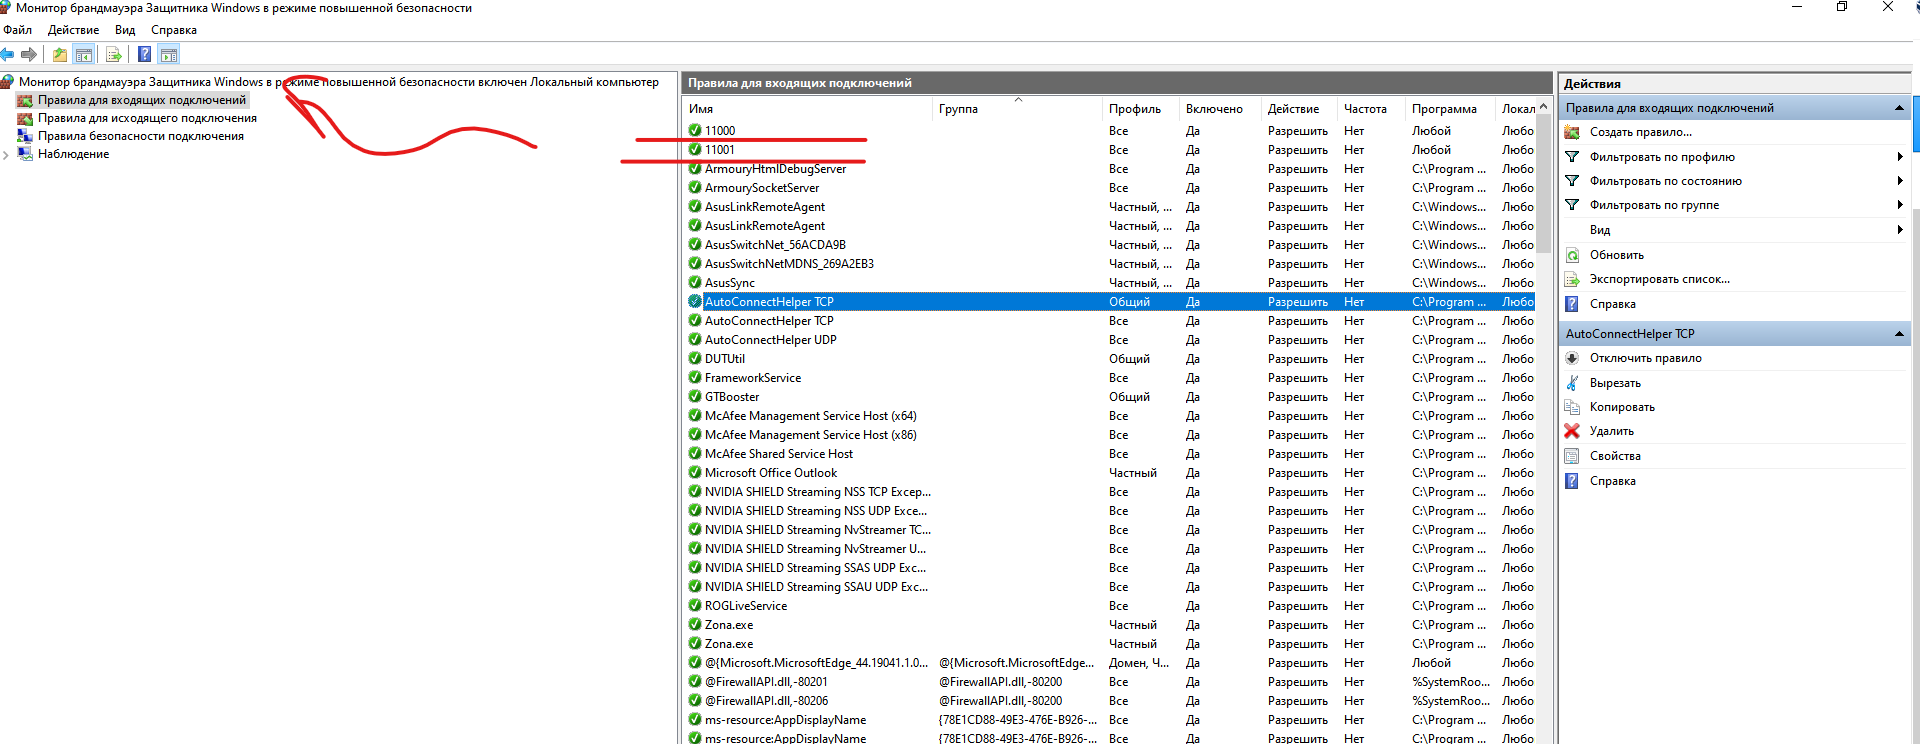 Монитор брандмауэра Защитника Windows в режиме повышенной безопасности
Файл Действие Вид Справка
Монитор брандмауэра Защитника Windows в режиме повышенной безопасности включен Локальный компьютер
Правила для входящих подключений
Правила для исходящего подключения
Правила безопасности подключения
Наблюдение
Правила для входящих подключений
Имя Группа Профиль Включено Действие Частота Программа Локал
11000 Все Да Разрешить Нет Любой Любо
11001 Все Да Разрешить Нет Любой Любо
ArmouryHtmlDebugServer Все Да Разрешить Нет C:\Program ... Любо
ArmourySocketServer Все Да Разрешить Нет C:\Program ... Любо
AsusLinkRemoteAgent Частный, ... Да Разрешить Нет C:\Windows... Любо
AsusLinkRemoteAgent Частный, ... Да Разрешить Нет C:\Windows... Любо
AsusSwitchNet_56ACDA9B Частный, ... Да Разрешить Нет C:\Windows... Любо
AsusSwitchNetMDNS_269A2EB3 Частный, ... Да Разрешить Нет C:\Windows... Любо
AsusSync Частный, ... Да Разрешить Нет C:\Windows... Любо
AutoConnectHelper TCP Общий Да Разрешить Нет C:\Program ... Любо
AutoConnectHelper TCP Все Да Разрешить Нет C:\Program ... Любо
AutoConnectHelper UDP Все Да Разрешить Нет C:\Program ... Любо
DUTUtil Общий Да Разрешить Нет C:\Program ... Любо
FrameworkService Все Да Разрешить Нет C:\Program ... Любо
GTBooster Общий Да Разрешить Нет C:\Program ... Любо
McAfee Management Service Host (x64) Все Да Разрешить Нет C:\Program ... Любо
McAfee Management Service Host (x86) Все Да Разрешить Нет C:\Program ... Любо
McAfee Shared Service Host Все Да Разрешить Нет C:\Program ... Любо
Microsoft Office Outlook Частный Да Разрешить Нет C:\Program ... Любо
NVIDIA SHIELD Streaming NSS TCP Excep... Все Да Разрешить Нет C:\Program ... Любо
NVIDIA SHIELD Streaming NSS UDP Exce... Все Да Разрешить Нет C:\Program ... Любо
NVIDIA SHIELD Streaming NvStreamer TC... Все Да Разрешить Нет C:\Program ... Любо
NVIDIA SHIELD Streaming NvStreamer U... Все Да Разрешить Нет C:\Program ... Любо
NVIDIA SHIELD Streaming SSAS UDP Exc... Все Да Разрешить Нет C:\Program ... Любо
NVIDIA SHIELD Streaming SSAU UDP Exc... Все Да Разрешить Нет C:\Program ... Любо
ROGLiveService Все Да Разрешить Нет C:\Program ... Любо
Zona.exe Частный Да Разрешить Нет C:\Program ... Любо
Zona.exe Частный Да Разрешить Нет C:\Program ... Любо
@{Microsoft.MicrosoftEdge_44.19041.1.0... @{Microsoft.MicrosoftEdge... Домен, Ч... Да Разрешить Нет Любой Любо
@FirewallAPI.dll,-80201 @FirewallAPI.dll,-80200 Все Да Разрешить Нет %SystemRoo... Любо
@FirewallAPI.dll,-80206 @FirewallAPI.dll,-80200 Все Да Разрешить Нет %SystemRoo... Любо
ms-resource:AppDisplayName {78E1CD88-49E3-476E-B926-... Все Да Разрешить Нет C:\Program ... Любо
ms-resource:AppDisplayName {78E1CD88-49E3-476E-B926-... Все Да Разрешить Нет C:\Program ... Любо
Действия
Правила для входящих подключений
Создать правило...
Фильтровать по профилю
Фильтровать по состоянию
Фильтровать по группе
Вид
Обновить
Экспортировать список...
Справка
AutoConnectHelper TCP
Отключить правило
Вырезать
Копировать
Удалить
Свойства
Справка